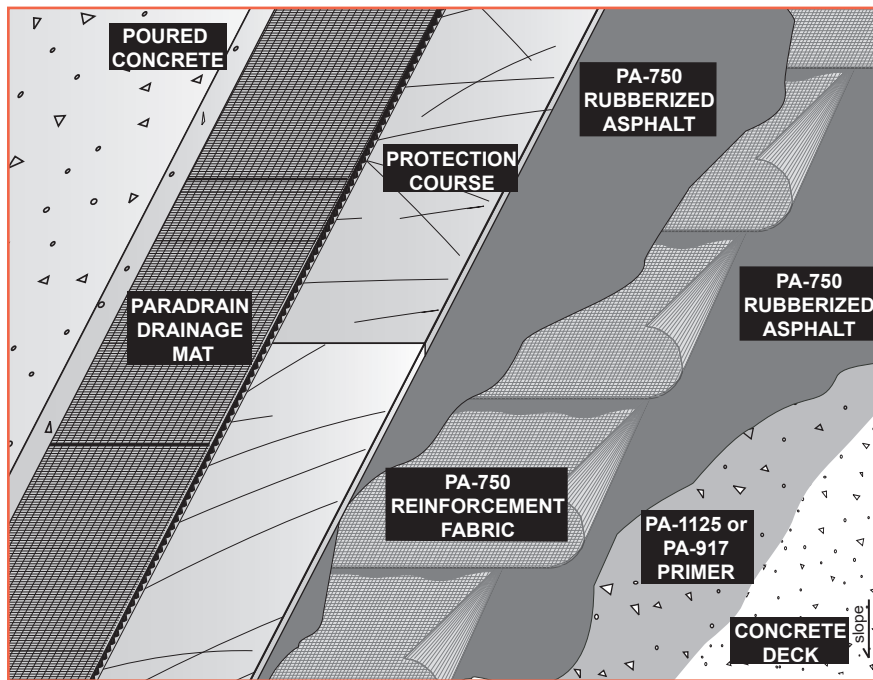 POURED
CONCRETE
PA-750
RUBBERIZED
ASPHALT
PROTECTION
COURSE
PARADRAIN
DRAINAGE
MAT
PA-750
RUBBERIZED
ASPHALT
PA-750
REINFORCEMENT
FABRIC
PA-1125 or
PA-917
PRIMER
CONCRETE
DECK
slope